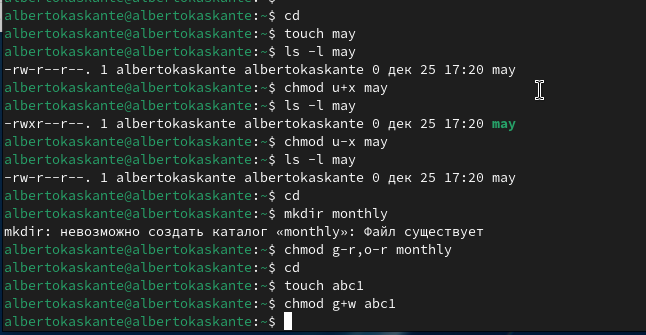 albertokaskante@albertokaskante:~$ cd
albertokaskante@albertokaskante:~$ touch may
albertokaskante@albertokaskante:~$ ls -l may
-rw-r--r--. 1 albertokaskante albertokaskante 0 дек 25 17:20 may
albertokaskante@albertokaskante:~$ chmod u+x may
albertokaskante@albertokaskante:~$ ls -l may
-rwxr--r--. 1 albertokaskante albertokaskante 0 дек 25 17:20 may
albertokaskante@albertokaskante:~$ chmod u-x may
albertokaskante@albertokaskante:~$ ls -l may
-rw-r--r--. 1 albertokaskante albertokaskante 0 дек 25 17:20 may
albertokaskante@albertokaskante:~$ cd
albertokaskante@albertokaskante:~$ mkdir monthly
mkdir: невозможно создать каталог «monthly»: Файл существует
albertokaskante@albertokaskante:~$ chmod g-r,o-r monthly
albertokaskante@albertokaskante:~$ cd
albertokaskante@albertokaskante:~$ touch abc1
albertokaskante@albertokaskante:~$ chmod g+w abc1
albertokaskante@albertokaskante:~$